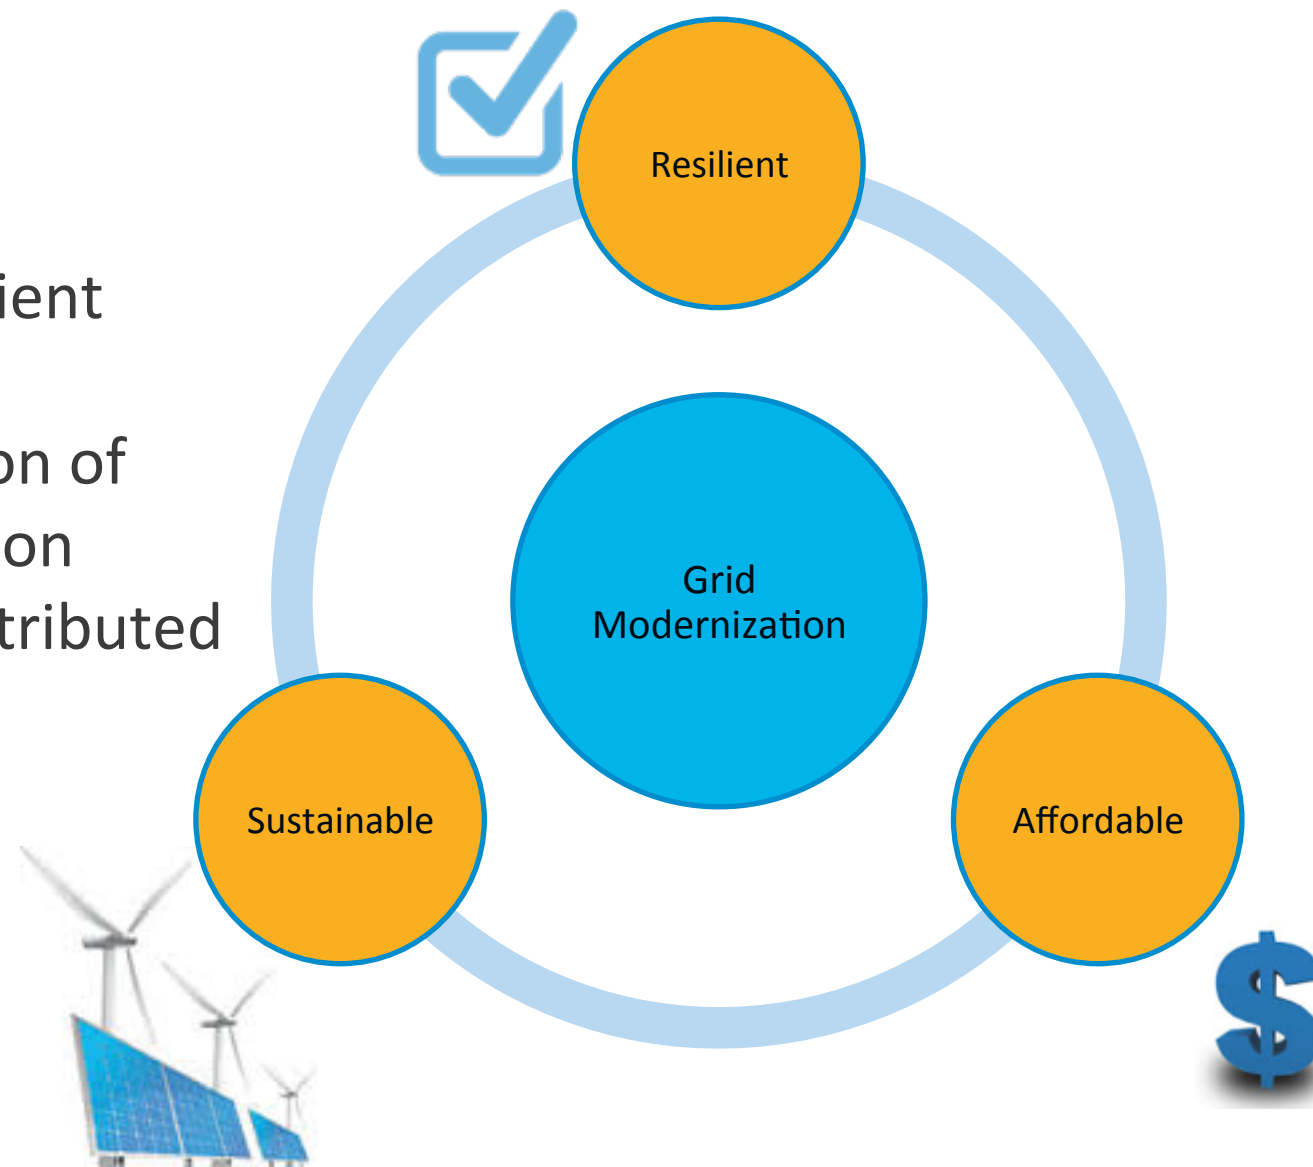 ient
on of
on
tributed
Resilient
Grid
Modernization
Sustainable
Affordable
$